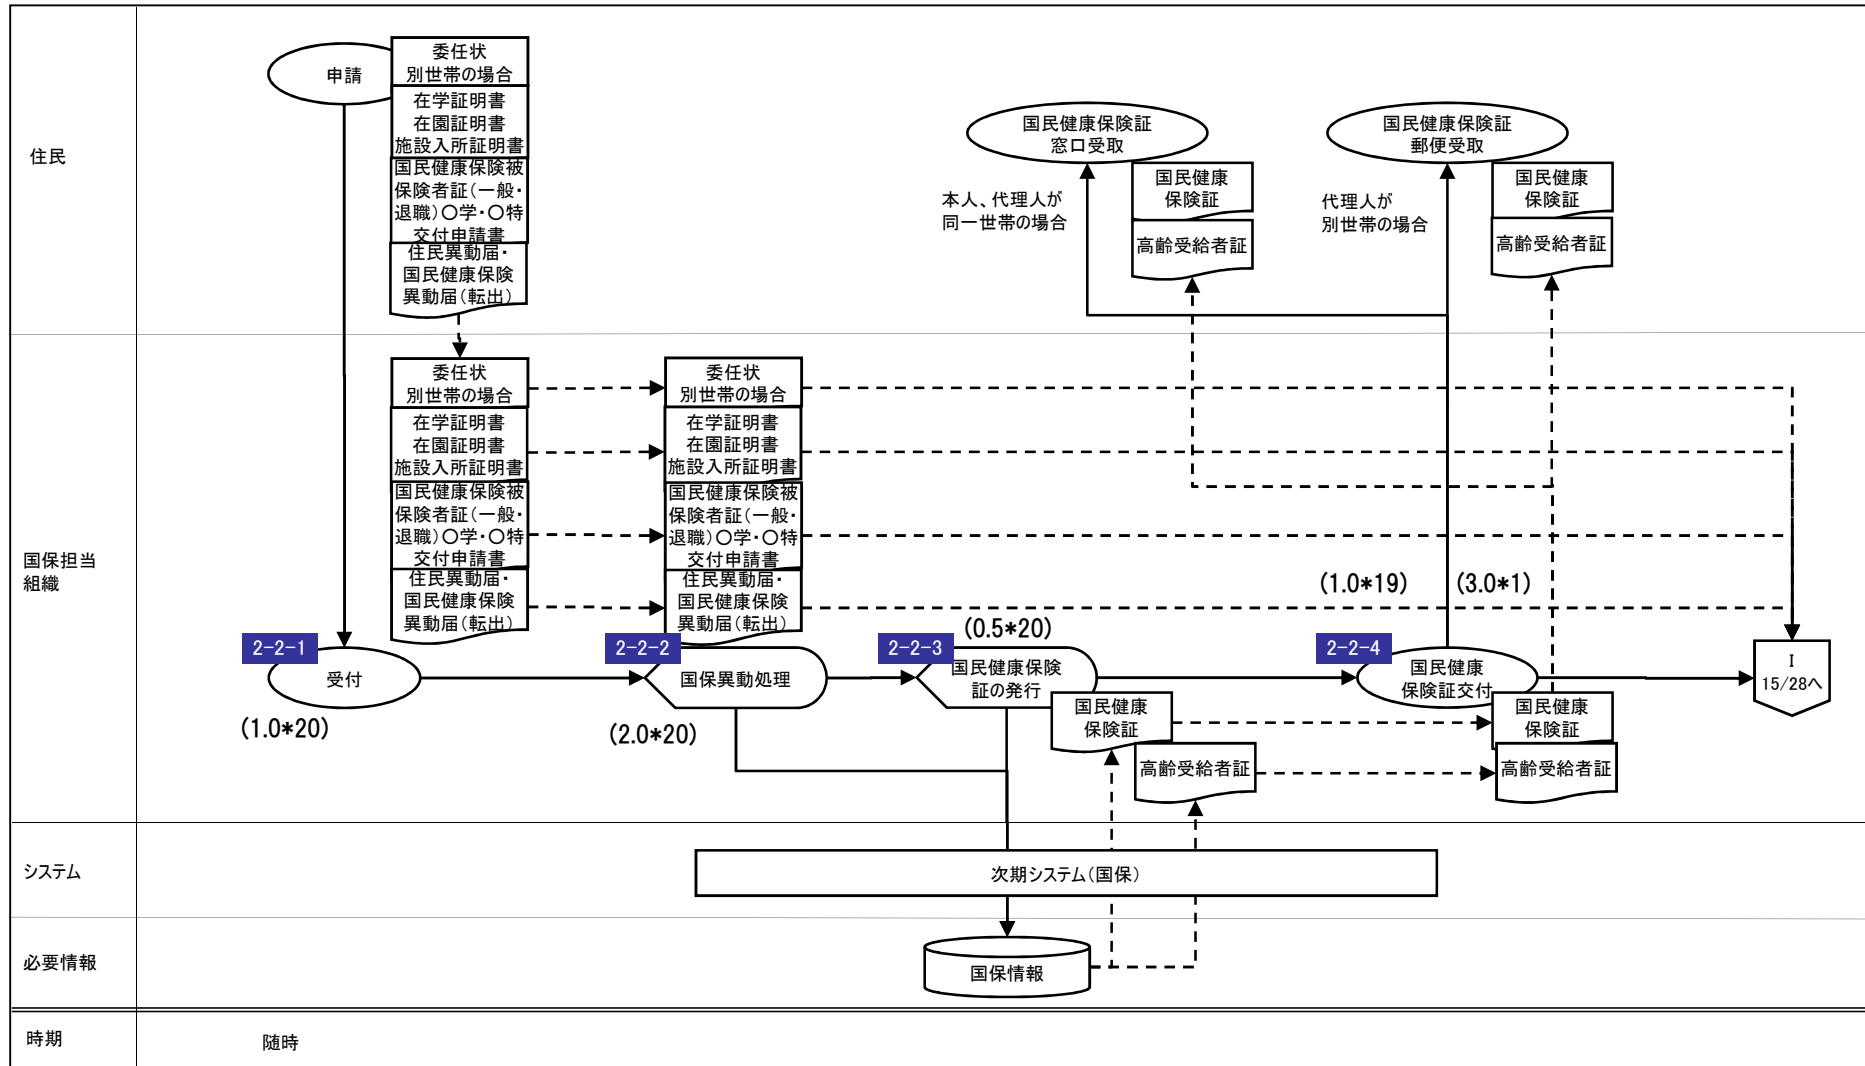 住民
申請
委任状
別世帯の場合
在学証明書
在園証明書
施設入所証明書
国民健康保険被
保険者証(一般・
退職)〇学・〇特
交付申請書
住民異動届・
国民健康保険
異動届(転出)
国民健康保険証
窓口受取
本人、代理人が
同一世帯の場合
国民健康
保険証
高齢受給者証
国民健康保険証
郵便受取
代理人が
別世帯の場合
国民健康
保険証
高齢受給者証
国保担当
組織
委任状
別世帯の場合
在学証明書
在園証明書
施設入所証明書
国民健康保険被
保険者証(一般・
退職)〇学・〇特
交付申請書
住民異動届・
国民健康保険
異動届(転出)
委任状
別世帯の場合
在学証明書
在園証明書
施設入所証明書
国民健康保険被
保険者証(一般・
退職)〇学・〇特
交付申請書
住民異動届・
国民健康保険
異動届(転出)
2-2-1
受付
(1.0*20)
2-2-2
国保異動処理
(2.0*20)
2-2-3
(0.5*20)
国民健康保険
証の発行
国民健康
保険証
高齢受給者証
(1.0*19)
(3.0*1)
2-2-4
国民健康
保険証交付
国民健康
保険証
高齢受給者証
I
15/28へ
システム
次期システム(国保)
必要情報
国保情報
時期
随時